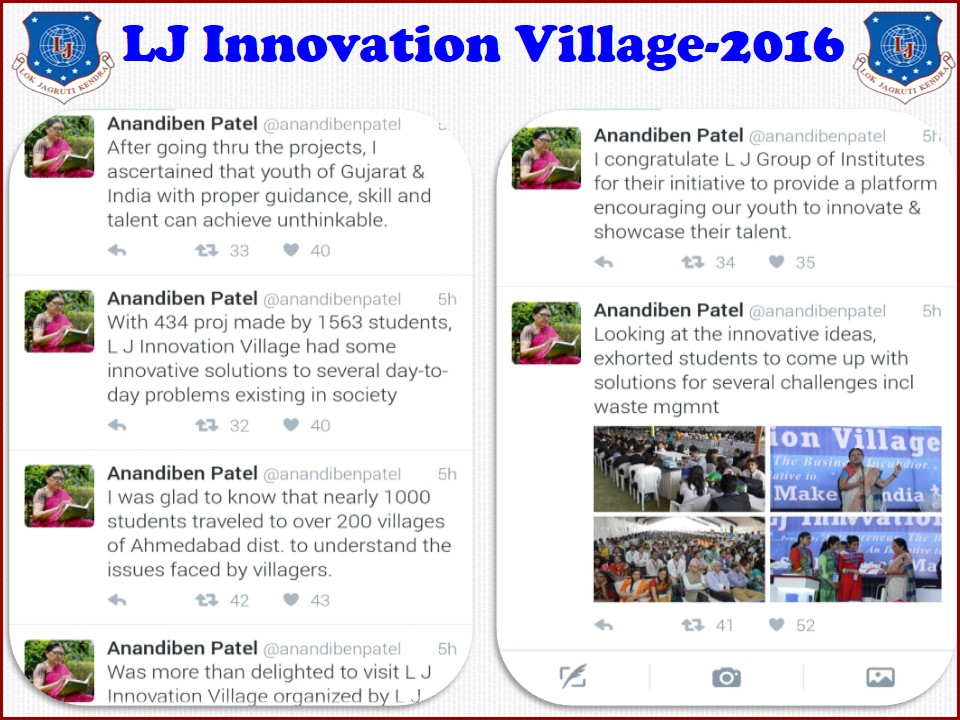 LJ Innovation Village-2016
LJ
LOK JAGRUTI KENDRA
LJ
LOK JAGRUTI KENDRA
Anandiben Patel @anandibenpatel
After going thru the projects, I
ascertained that youth of Gujarat &
India with proper guidance, skill and
talent can achieve unthinkable.
33 40
Anandiben Patel @anandibenpatel 5h
With 434 proj made by 1563 students,
L J Innovation Village had some
innovative solutions to several day-to-
day problems existing in society
32 40
Anandiben Patel @anandibenpatel 5h
I was glad to know that nearly 1000
students traveled to over 200 villages
of Ahmedabad dist. to understand the
issues faced by villagers.
42 43
Anandiben Patel @anandibenpatel 5h
Was more than delighted to visit L J
Innovation Village organized by L J
Anandiben Patel @anandibenpatel 5h
I congratulate L J Group of Institutes
for their initiative to provide a platform
encouraging our youth to innovate &
showcase their talent.
34 35
Anandiben Patel @anandibenpatel 5h
Looking at the innovative ideas,
exhorted students to come up with
solutions for several challenges incl
waste mgmnt
ion Village
The Business Incubator
Make India
LJ Innovation
41 52